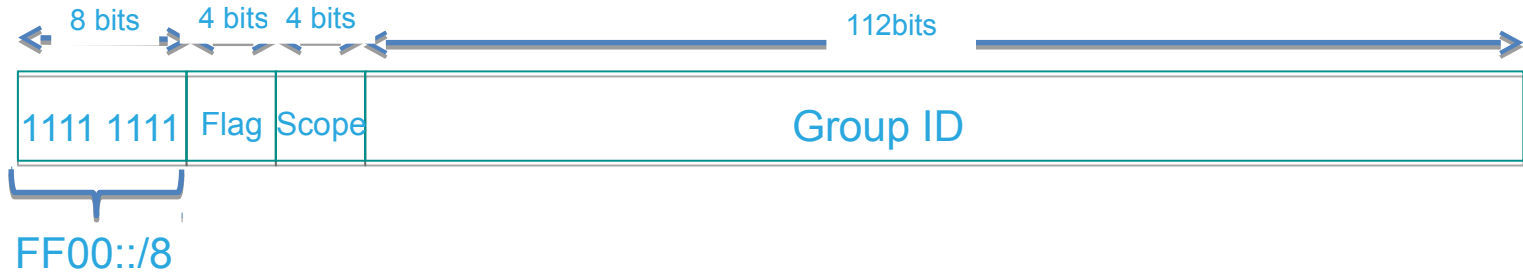 8 bits 4 bits 4 bits 112bits
1111 1111 Flag Scope Group ID
FF00::/8